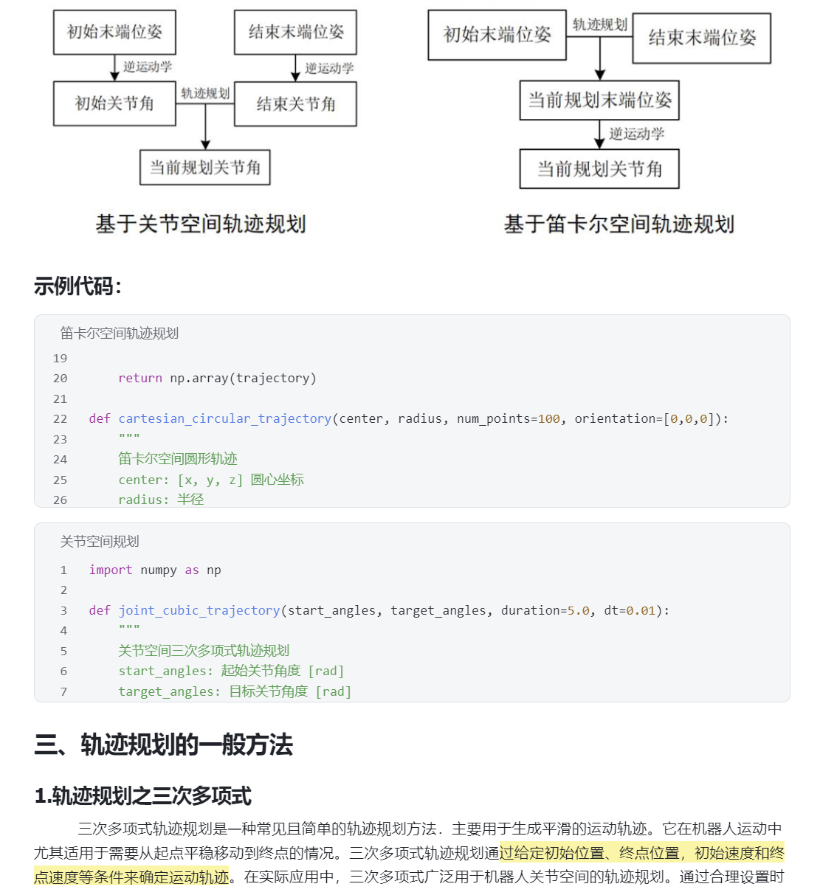 初始末端位姿
结束末端位姿
逆运动学
逆运动学
初始关节角
轨迹规划
结束关节角
当前规划关节角
基于关节空间轨迹规划
初始末端位姿
轨迹规划
结束末端位姿
当前规划末端位姿
逆运动学
当前规划关节角
基于笛卡尔空间轨迹规划
示例代码：
笛卡尔空间轨迹规划
19
20 return np.array(trajectory)
21
22 def cartesian_circular_trajectory(center, radius, num_points=100, orientation=[0,0,0]):
23 """
24 笛卡尔空间圆形轨迹
25 center: [x, y, z] 圆心坐标
26 radius: 半径
关节空间规划
1 import numpy as np
2
3 def joint_cubic_trajectory(start_angles, target_angles, duration=5.0, dt=0.01):
4 """
5 关节空间三次多项式轨迹规划
6 start_angles: 起始关节角度 [rad]
7 target_angles: 目标关节角度 [rad]
三、轨迹规划的一般方法
1.轨迹规划之三次多项式
三次多项式轨迹规划是一种常见且简单的轨迹规划方法．主要用于生成平滑的运动轨迹。它在机器人运动中
尤其适用于需要从起点平稳移动到终点的情况。三次多项式轨迹规划通过给定初始位置、终点位置，初始速度和终
点速度等条件来确定运动轨迹。在实际应用中，三次多项式广泛用于机器人关节空间的轨迹规划。通过合理设置时